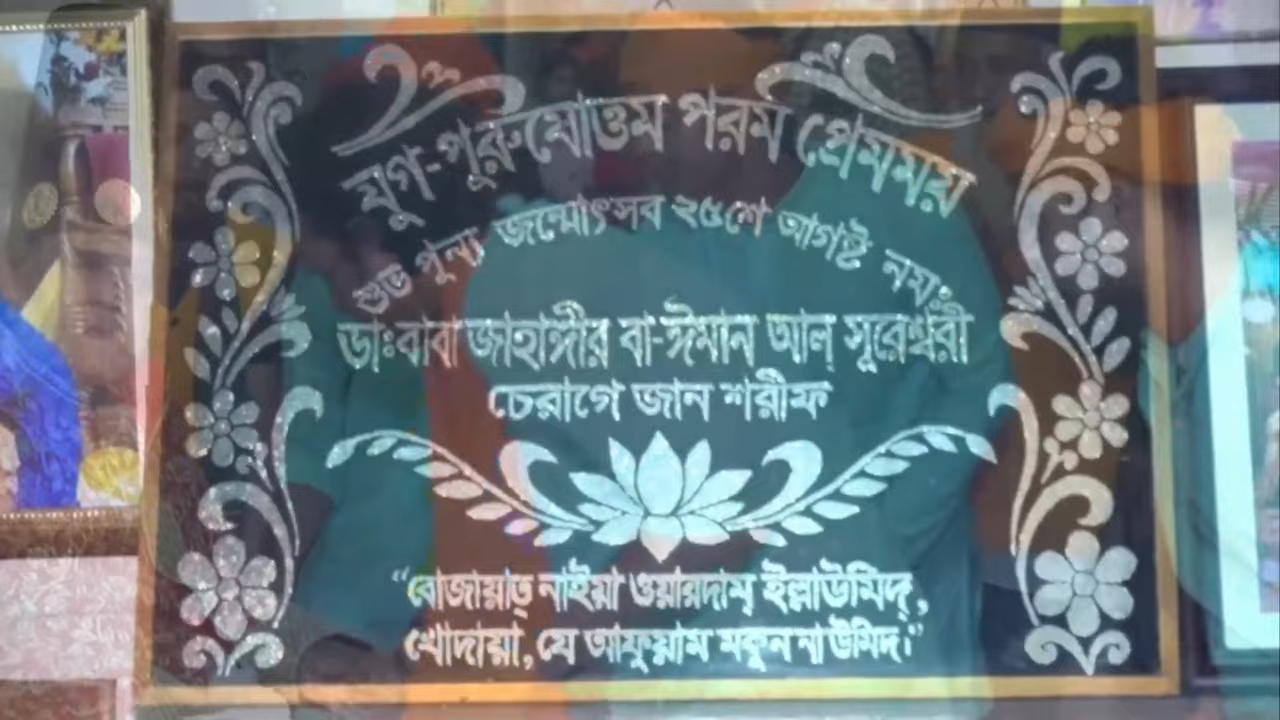 যুগ-পুরুষোত্তম পরম প্রেমময়
শুভ পুন্য জন্মোৎসব ২৫শে আগষ্ট নমঃ
ডাঃবাবা জাহাঙ্গীর বা-ঈমান আল্ সূরেশ্বরী
চেরাগে জান শরীফ
“বোজায়াত্ নাইয়া ওয়ারদাম্ ইল্লাউমিদ্,
খোদায়া, যে আফুয়াম মকুন না উমিদ।”